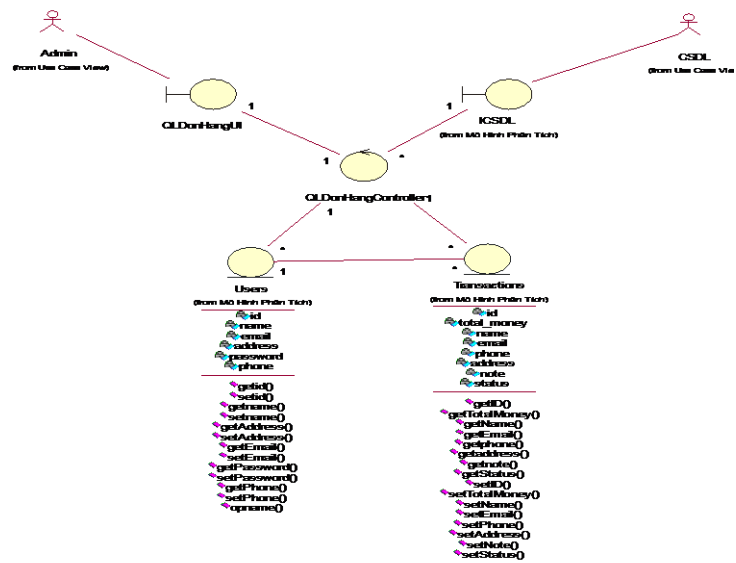 Admin
(from Use Case View)
CSDL
(from Use Case View
QLDonHangUI
1
ICSDL
(from Mô Hình Phân Tích)
1
1
*
QLDonHangController
1
1
*
*
Users
(from Mô Hình Phân Tích)
1
*
Transactions
(from Mô Hình Phân Tích)
id
name
email
address
password
phone
getid()
setid()
getname()
setname()
getAddress()
setAddress()
getEmail()
setEmail()
getPassword()
setPassword()
getPhone()
setPhone()
opname()
id
total_money
name
email
phone
address
note
status
getID()
getTotalMoney()
getName()
getEmail()
getphone()
getaddress()
getnote()
getStatus()
setID()
setTotalMoney()
setName()
setEmail()
setPhone()
setAddress()
setNote()
setStatus()